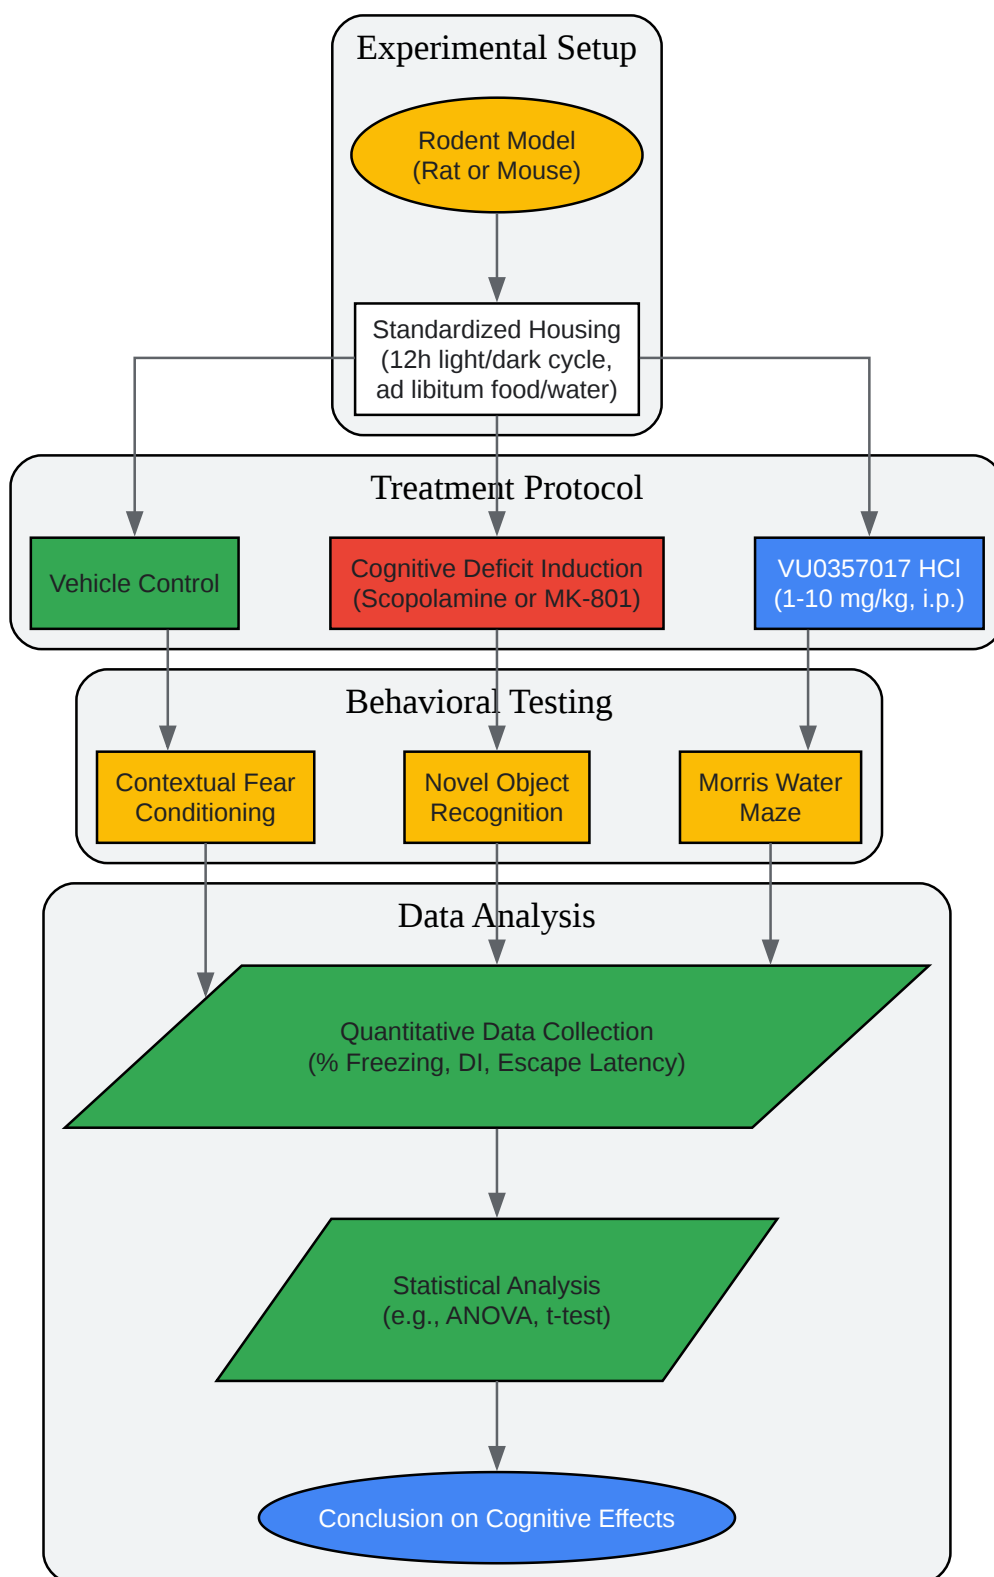 Experimental Setup
Rodent Model
(Rat or Mouse)
Standardized Housing
(12h light/dark cycle,
ad libitum food/water)
Treatment Protocol
Vehicle Control
Cognitive Deficit Induction
(Scopolamine or MK-801)
VU0357017 HCl
(1-10 mg/kg, i.p.)
Behavioral Testing
Contextual Fear
Conditioning
Novel Object
Recognition
Morris Water
Maze
Data Analysis
Quantitative Data Collection
(% Freezing, DI, Escape Latency)
Statistical Analysis
(e.g., ANOVA, t-test)
Conclusion on Cognitive Effects